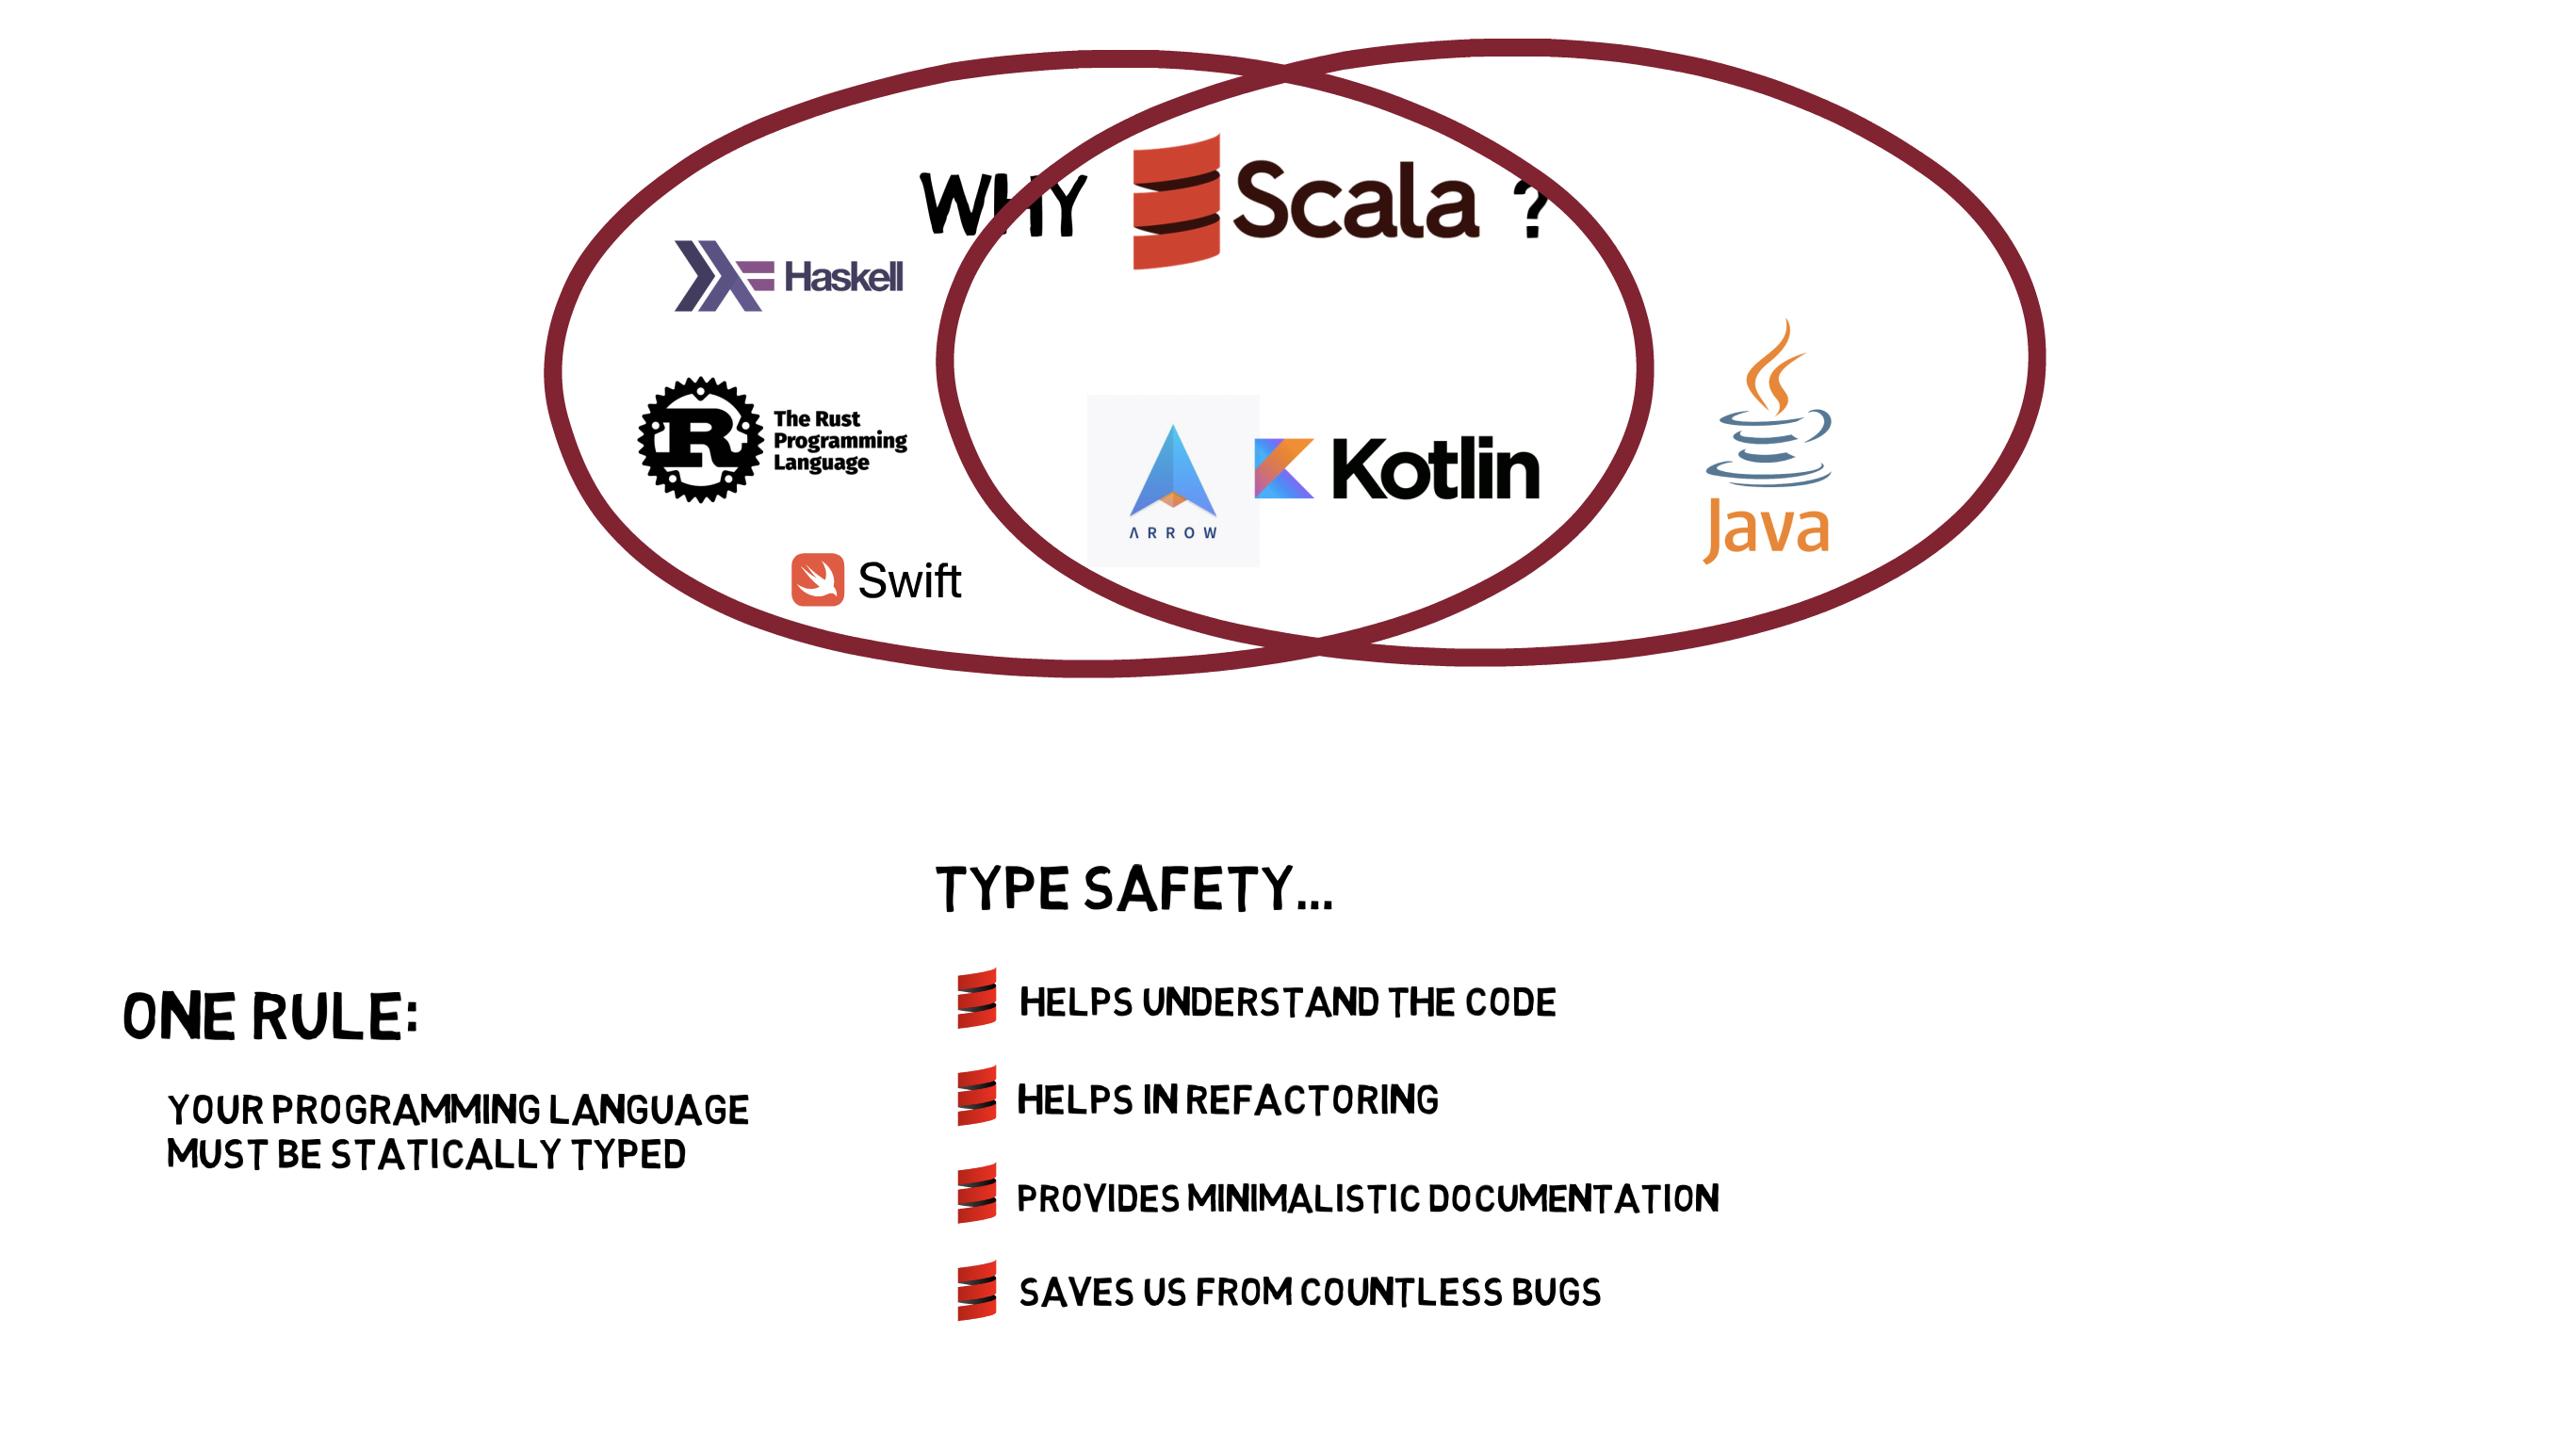 WHY Scala ?
Haskell
The Rust
Programming
Language
Swift
ARROW
Kotlin
Java
TYPE SAFETY...
HELPS UNDERSTAND THE CODE
HELPS IN REFACTORING
PROVIDES MINIMALISTIC DOCUMENTATION
SAVES US FROM COUNTLESS BUGS
ONE RULE:
YOUR PROGRAMMING LANGUAGE
MUST BE STATICALLY TYPED